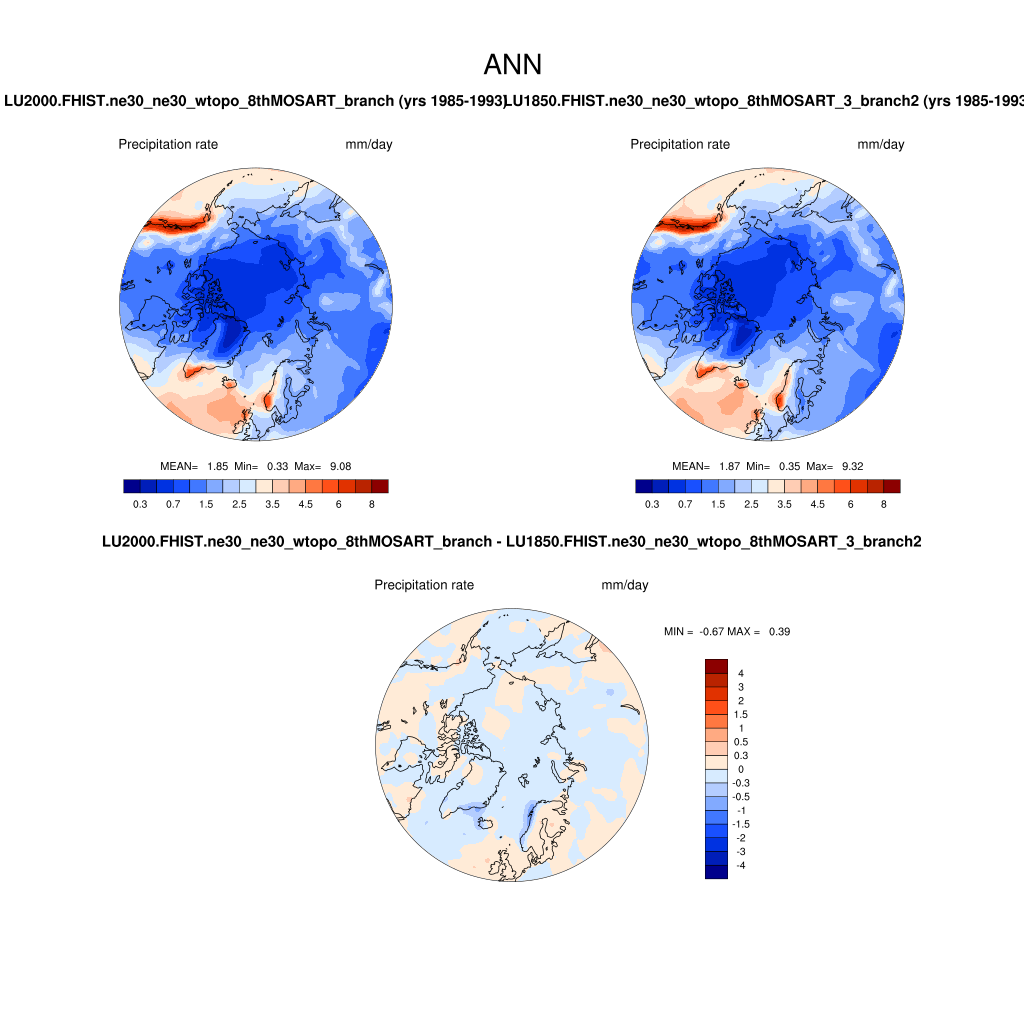 ANN
LU2000.FHIST.ne30_ne30_wtopo_8thMOSART_branch (yrs 1985-1993)
LU1850.FHIST.ne30_ne30_wtopo_8thMOSART_3_branch2 (yrs 1985-1993
Precipitation rate mm/day
Precipitation rate mm/day
MEAN= 1.85 Min= 0.33 Max= 9.08
MEAN= 1.87 Min= 0.35 Max= 9.32
0.3 0.7 1.5 2.5 3.5 4.5 6 8
0.3 0.7 1.5 2.5 3.5 4.5 6 8
LU2000.FHIST.ne30_ne30_wtopo_8thMOSART_branch - LU1850.FHIST.ne30_ne30_wtopo_8thMOSART_3_branch2
Precipitation rate mm/day
MIN = -0.67 MAX = 0.39
4
3
2
1.5
1
0.5
0.3
0
-0.3
-0.5
-1
-1.5
-2
-3
-4